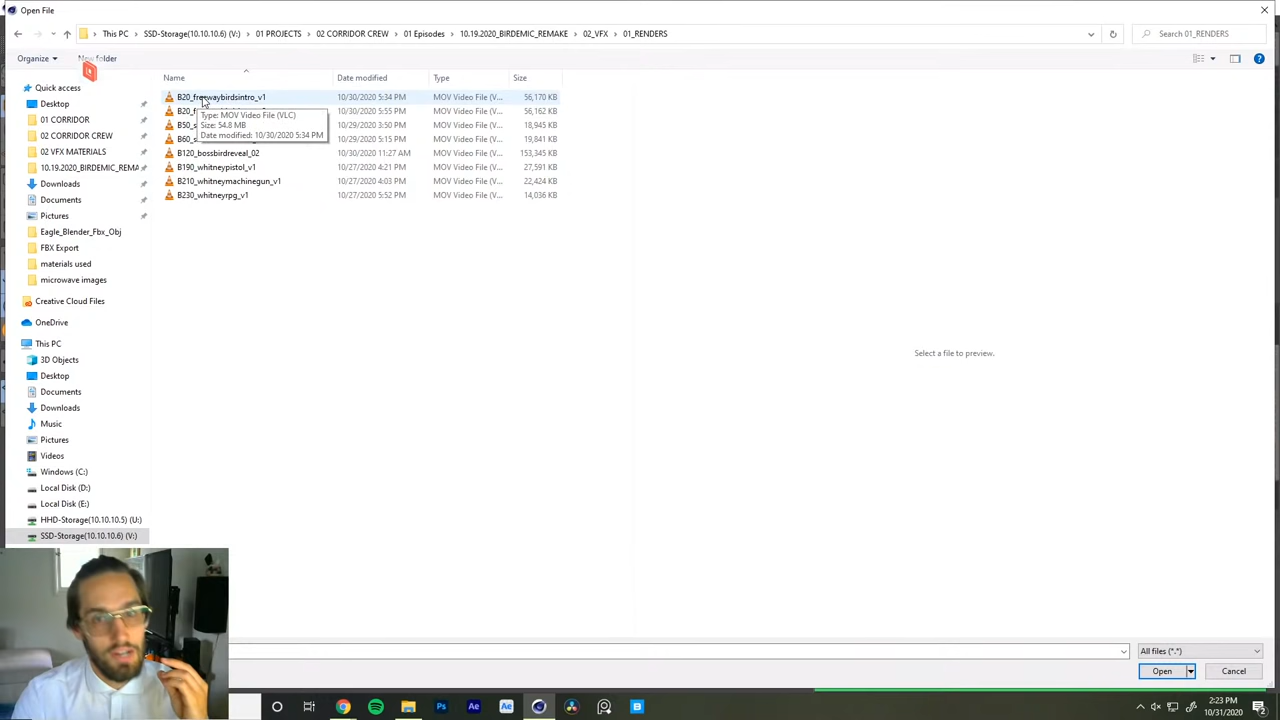 Open File
This PC > SSD-Storage(10.10.10.6) (V:) > 01 PROJECTS > 02 CORRIDOR CREW > 01 Episodes > 10.19.2020_BIRDEMIC_REMAKE > 02_VFX > 01_RENDERS
Search 01_RENDERS
Organize
New folder
Name Date modified Type Size
Quick access
Desktop
01 CORRIDOR
02 CORRIDOR CREW
02 VFX MATERIALS
10.19.2020_BIRDEMIC_REMA
Downloads
Documents
Pictures
Eagle_Blender_Fbx_Obj
FBX Export
materials used
microwave images
Creative Cloud Files
OneDrive
This PC
3D Objects
Desktop
Documents
Downloads
Music
Pictures
Videos
Windows (C:)
Local Disk (D:)
Local Disk (E:)
HHD-Storage(10.10.10.5) (U:)
SSD-Storage(10.10.10.6) (V:)
B20_freewaybirdsintro_v1 10/30/2020 5:34 PM MOV Video File (V... 56,170 KB
10/30/2020 5:55 PM MOV Video File (V... 56,162 KB
10/29/2020 3:50 PM MOV Video File (V... 18,945 KB
10/29/2020 5:14 PM MOV Video File (V... 19,841 KB
B120_bossbirdreveal_02 10/30/2020 11:27 AM MOV Video File (V... 153,345 KB
B190_whitneypistol_v1 10/27/2020 4:21 PM MOV Video File (V... 27,591 KB
B210_whitneymachinegun_v1 10/27/2020 4:03 PM MOV Video File (V... 22,424 KB
B230_whitneyrpg_v1 10/27/2020 5:52 PM MOV Video File (V... 14,036 KB
Type: MOV Video File (VLC)
Size: 54.8 MB
Date modified: 10/30/2020 5:34 PM
Select a file to preview.
All files (*.*)
Open
Cancel
Ps
Ae
Ae
2:23 PM
10/31/2020